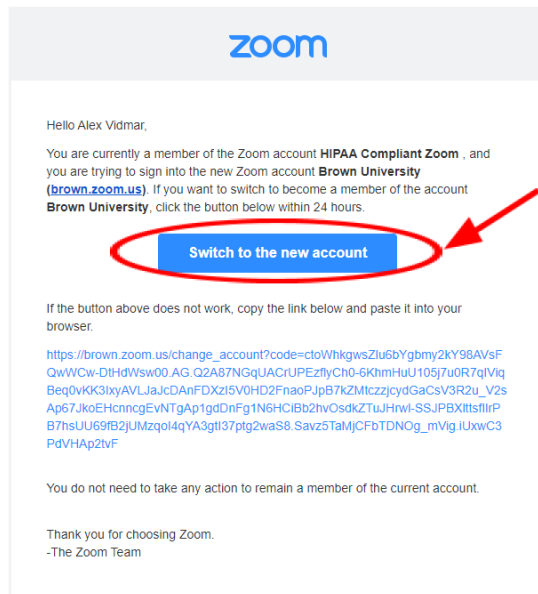 zoom
Hello Alex Vidmar,
You are currently a member of the Zoom account HIPAA Compliant Zoom , and
you are trying to sign into the new Zoom account Brown University
(brown.zoom.us). If you want to switch to become a member of the account
Brown University, click the button below within 24 hours.
Switch to the new account
If the button above does not work, copy the link below and paste it into your
browser.
https://brown.zoom.us/change_account?code=ctoWhkgwsZlu6bYgbmy2kY98AVsF
QwWCw-DtHdWsw00.AG.Q2A87NGqUACrUPEzflyCh0-6KhmHuU105j7u0R7qIViq
Beq0vKK3IxyAVLJaJcDAnFDXzI5V0HD2FnaoPJpB7kZMtczzjcydGaCsV3R2u_V2s
Ap67JkoEHcnncgEvNTgAp1gdDnFg1N6HCiBb2hvOsdkZTuJHrwl-SSJPBXIttsfIIrP
B7hsUU69fB2jUMzqoI4qYA3gtI37ptg2waS8.Savz5TaMjCFbTDNOg_mVig.iUxwC3
PdVHAp2tvF
You do not need to take any action to remain a member of the current account.
Thank you for choosing Zoom.
-The Zoom Team